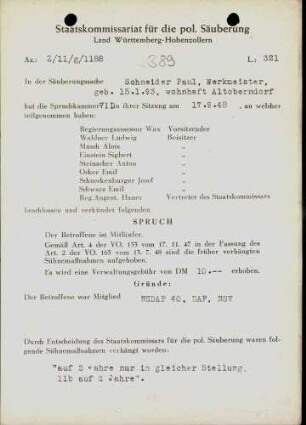 Staatskommissariat für die pol. Säuberung
Land Württemberg-Hohenzollern
Az.: Z/11/g/1188
L.: 321
In der Säuberungssache Schneider Paul, Werkmeister,
geb. 15.1.93, wohnhaft Altoberndorf
hat die Spruchkammer VII D in ihrer Sitzung am 17.9.48, an welcher
teilgenommen haben:
Regierungsassessor Wax Vorsitzender
Waldner Ludwig Beisitzer
Mauch Alois
Einstein Sigbert
Steinacher Anton
Osker Emil
Schneckenburger Josef
Schwarz Emil
Reg.Angest. Hauer Vertreter des Staatskommissars
beschlossen und verkündet folgenden
SPRUCH
Der Betroffene ist Mitläufer.
Gemäß Art. 4 der VO. 133 vom 17. 11. 47 in der Fassung des
Art. 2 der VO. 165 vom 13. 7. 48 sind die früher verhängten
Sühnemaßnahmen aufgehoben.
Es wird eine Verwaltungsgebühr von DM 10.-- erhoben.
Gründe:
Der Betroffene war Mitglied NSDAP 40, DAF, NSV
Durch Entscheidung des Staatskommissars für die pol. Säuberung waren fol-
gende Sühnemaßnahmen verhängt worden:
"auf 2 Jahre nur in gleicher Stellung,
11b auf 2 Jahre".